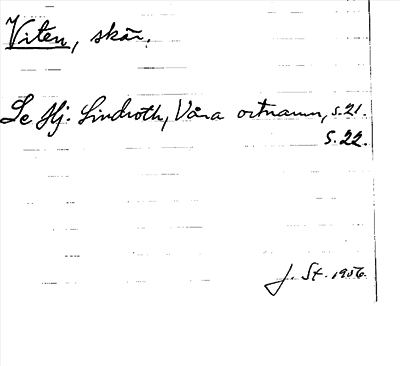 Viten, skär.
Se Hj. Lindroth, Våra ortnamn, s. 21.
S. 22.
J. St. 1956.